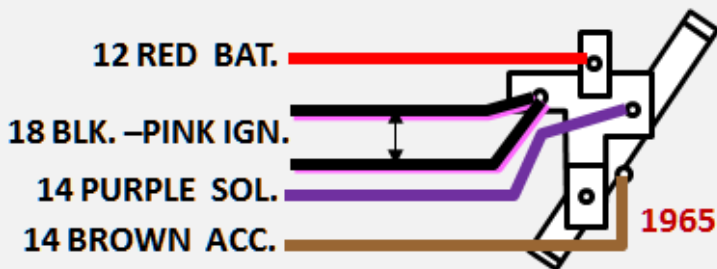 12 RED BAT.
18 BLK. –PINK IGN.
14 PURPLE SOL.
14 BROWN ACC.
1965